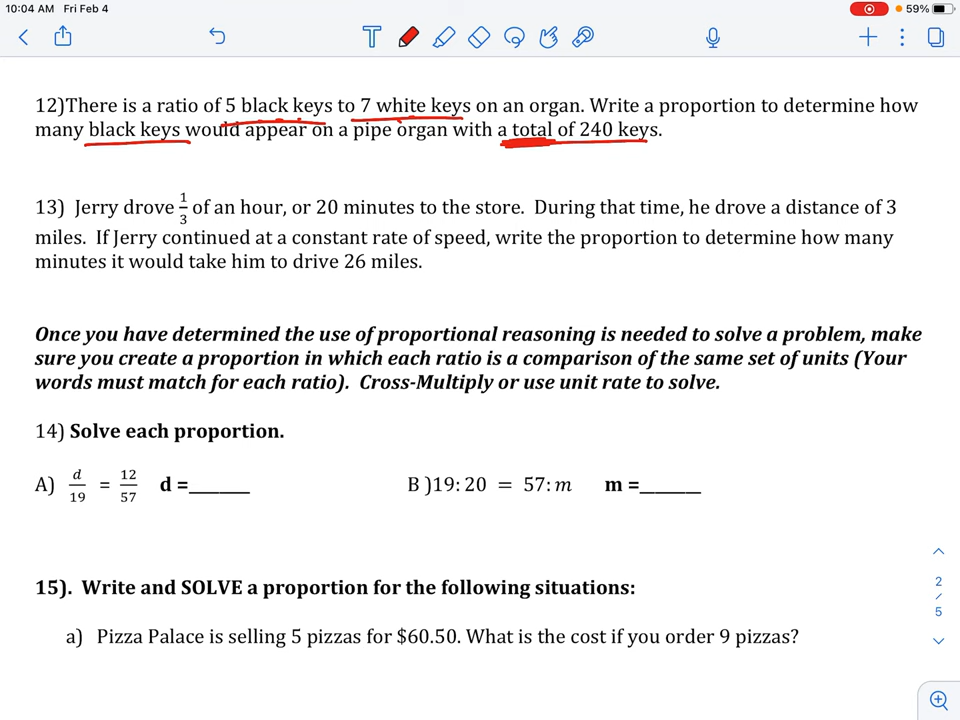 10:04 AM Fri Feb 4
59%
12)There is a ratio of 5 black keys to 7 white keys on an organ. Write a proportion to determine how
many black keys would appear on a pipe organ with a total of 240 keys.
13) Jerry drove 1/3 of an hour, or 20 minutes to the store. During that time, he drove a distance of 3
miles. If Jerry continued at a constant rate of speed, write the proportion to determine how many
minutes it would take him to drive 26 miles.
Once you have determined the use of proportional reasoning is needed to solve a problem, make
sure you create a proportion in which each ratio is a comparison of the same set of units (Your
words must match for each ratio). Cross-Multiply or use unit rate to solve.
14) Solve each proportion.
A) d/19 = 12/57 d =_______ B )19: 20 = 57: m m =_______
15). Write and SOLVE a proportion for the following situations:
a) Pizza Palace is selling 5 pizzas for $60.50. What is the cost if you order 9 pizzas?
2
/
5